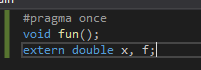 #pragma once
void fun();
extern double x, f;